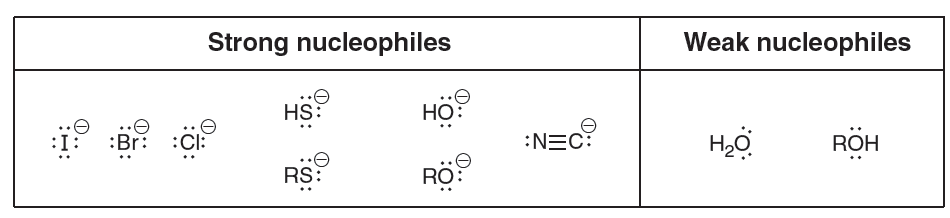 Strong nucleophiles Weak nucleophiles
HS⊖ HO⊖
I⊖ Br⊖ Cl⊖ N≡C⊖ H₂O ROH
RS⊖ RO⊖